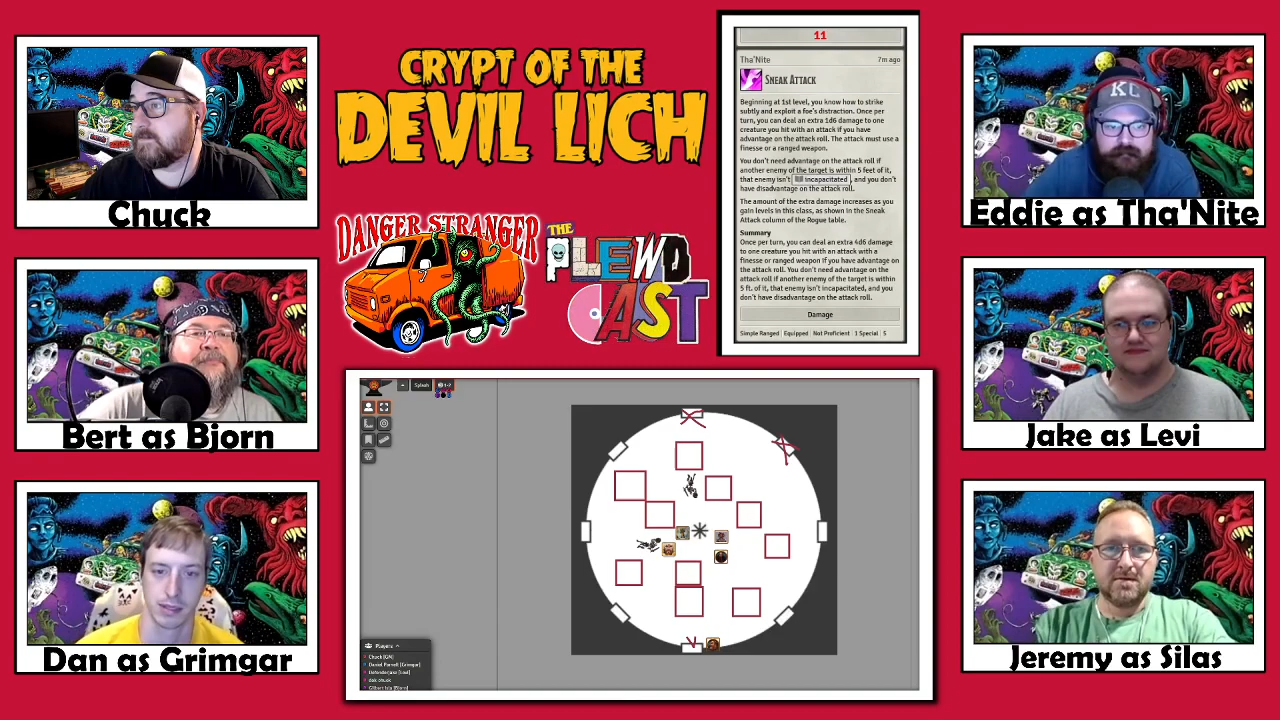 CRYPT OF THE
DEVIL LICH
DANGER STRANGER
THE
PLEWD
CAST
11
Tha'Nite
7m ago
SNEAK ATTACK
Beginning at 1st level, you know how to strike
subtly and exploit a foe's distraction. Once per
turn, you can deal an extra 1d6 damage to one
creature you hit with an attack if you have
advantage on the attack roll. The attack must use a
finesse or a ranged weapon.
You don't need advantage on the attack roll if
another enemy of the target is within 5 feet of it,
that enemy isn't incapacitated, and you don't
have disadvantage on the attack roll.
The amount of the extra damage increases as you
gain levels in this class, as shown in the Sneak
Attack column of the Rogue table.
Summary
Once per turn, you can deal an extra 4d6 damage
to one creature you hit with an attack with a
finesse or ranged weapon if you have advantage on
the attack roll. You don't need advantage on the
attack roll if another enemy of the target is within
5 ft. of it, that enemy isn't incapacitated, and you
don't have disadvantage on the attack roll.
Damage
Simple Ranged Equipped Not Proficient 1 Special 5
Chuck
KC
Eddie as Tha'Nite
Bert as Bjorn
Jake as Levi
Dan as Grimgar
Jeremy as Silas
Splash
1-7
Players
Chuck [GM]
Daniel Parnell [Grimgar]